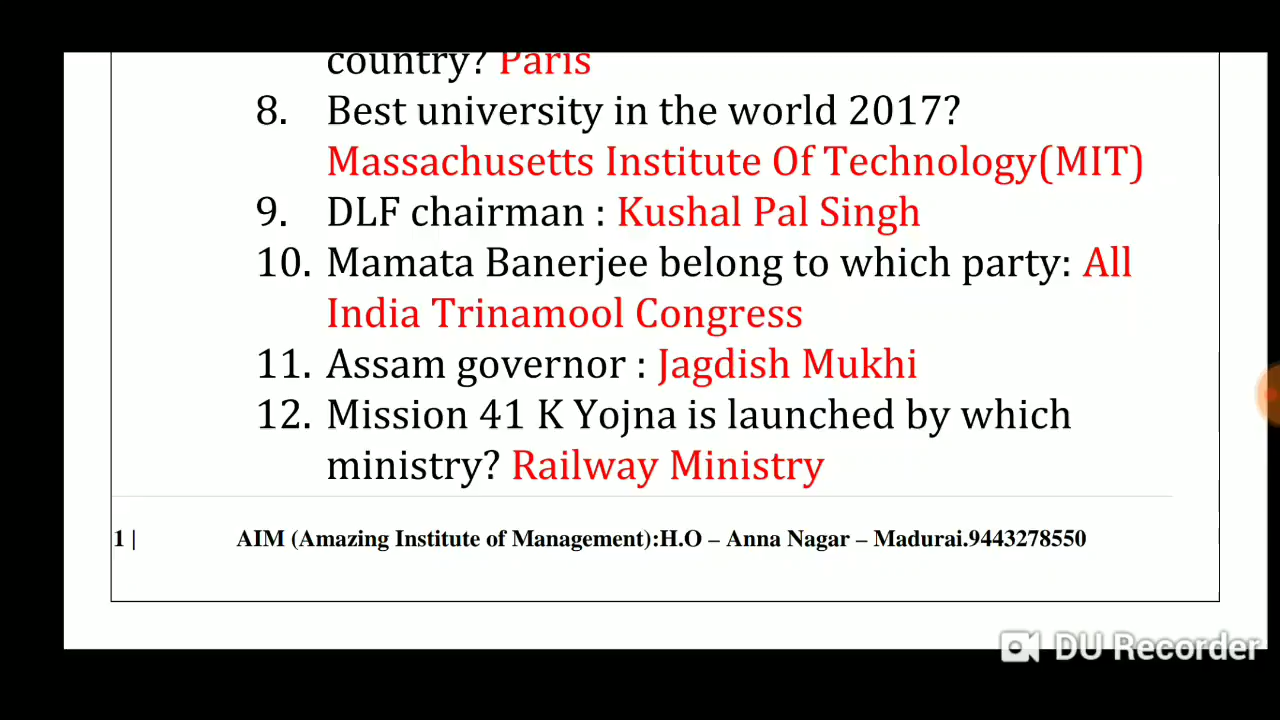 country? Paris
8. Best university in the world 2017?
Massachusetts Institute Of Technology(MIT)
9. DLF chairman : Kushal Pal Singh
10. Mamata Banerjee belong to which party: All
India Trinamool Congress
11. Assam governor : Jagdish Mukhi
12. Mission 41 K Yojna is launched by which
ministry? Railway Ministry
1 | AIM (Amazing Institute of Management):H.O – Anna Nagar – Madurai.9443278550
DU Recorder